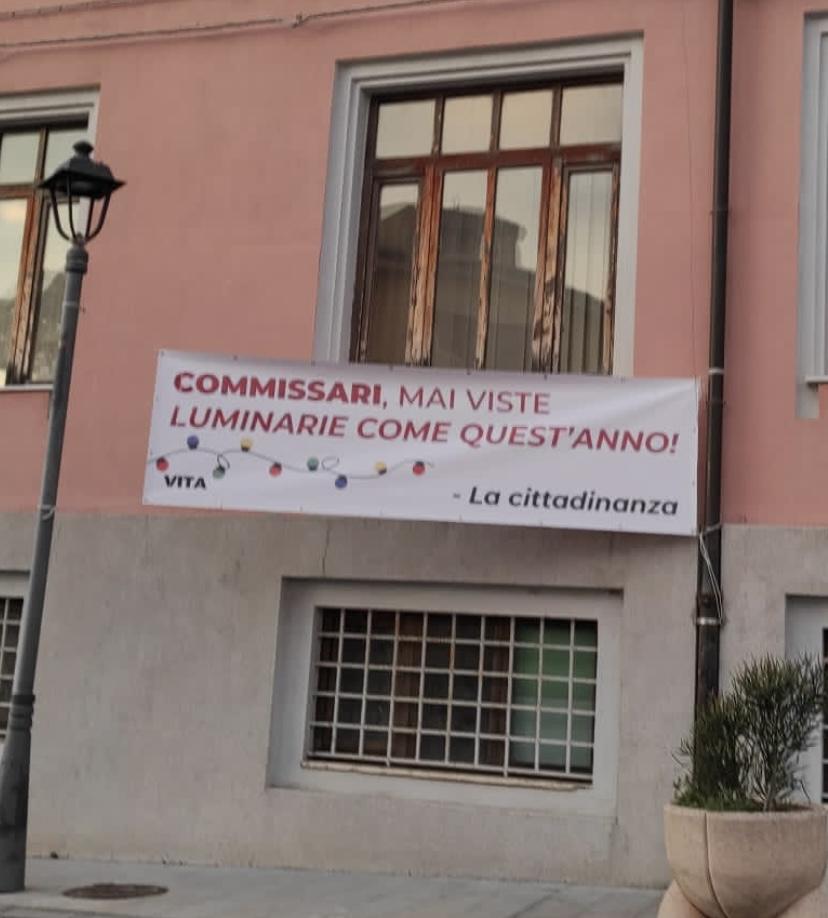 COMMISSARI, MAI VISTE
LUMINARIE COME QUEST'ANNO!
VITA
- La cittadinanza